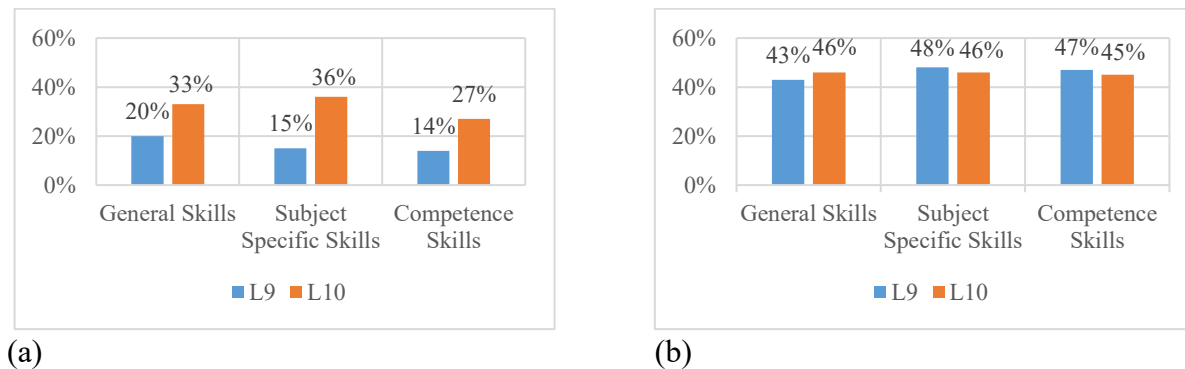 60%
40%
20%
0%
20%
33%
15%
36%
14%
27%
General Skills
Subject
Specific Skills
Competence
Skills
L9 L10
(a)
60%
40%
20%
0%
43%
46%
48%
46%
47%
45%
General Skills
Subject
Specific Skills
Competence
Skills
L9 L10
(b)